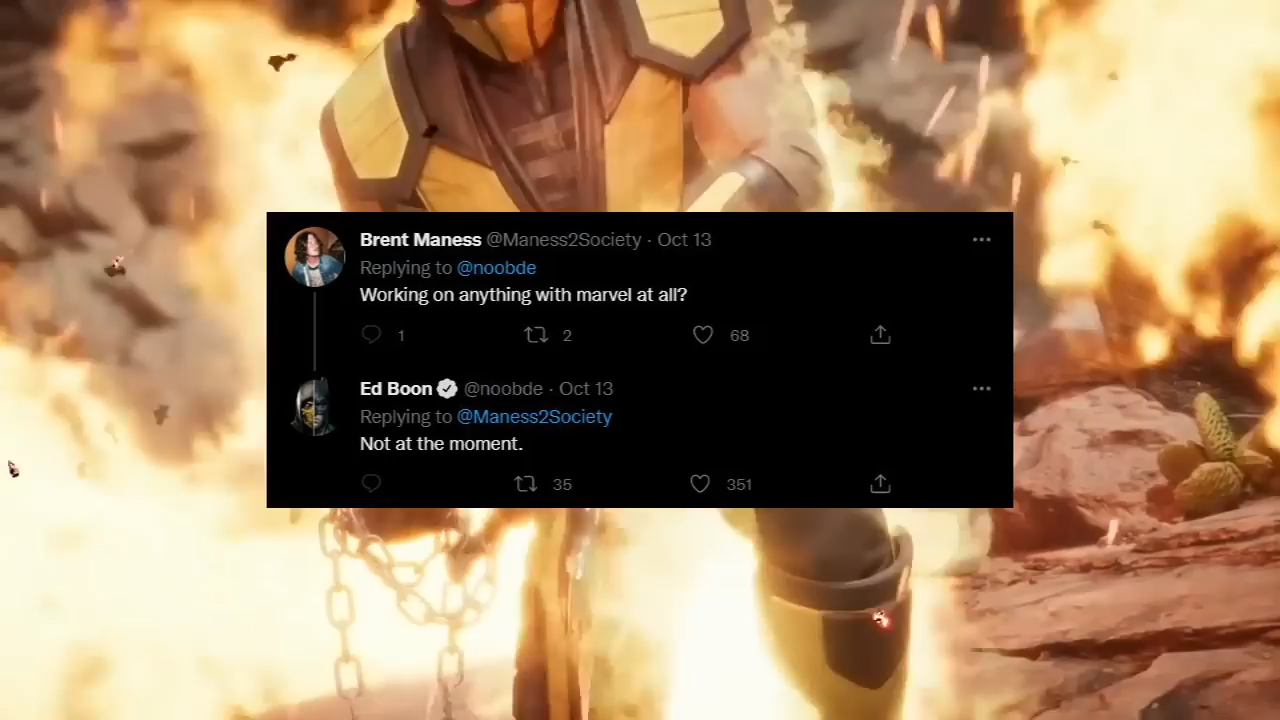 Brent Maness @Maness2Society · Oct 13
Replying to @noobde
Working on anything with marvel at all?
1 2 68
Ed Boon @noobde · Oct 13
Replying to @Maness2Society
Not at the moment.
35 351